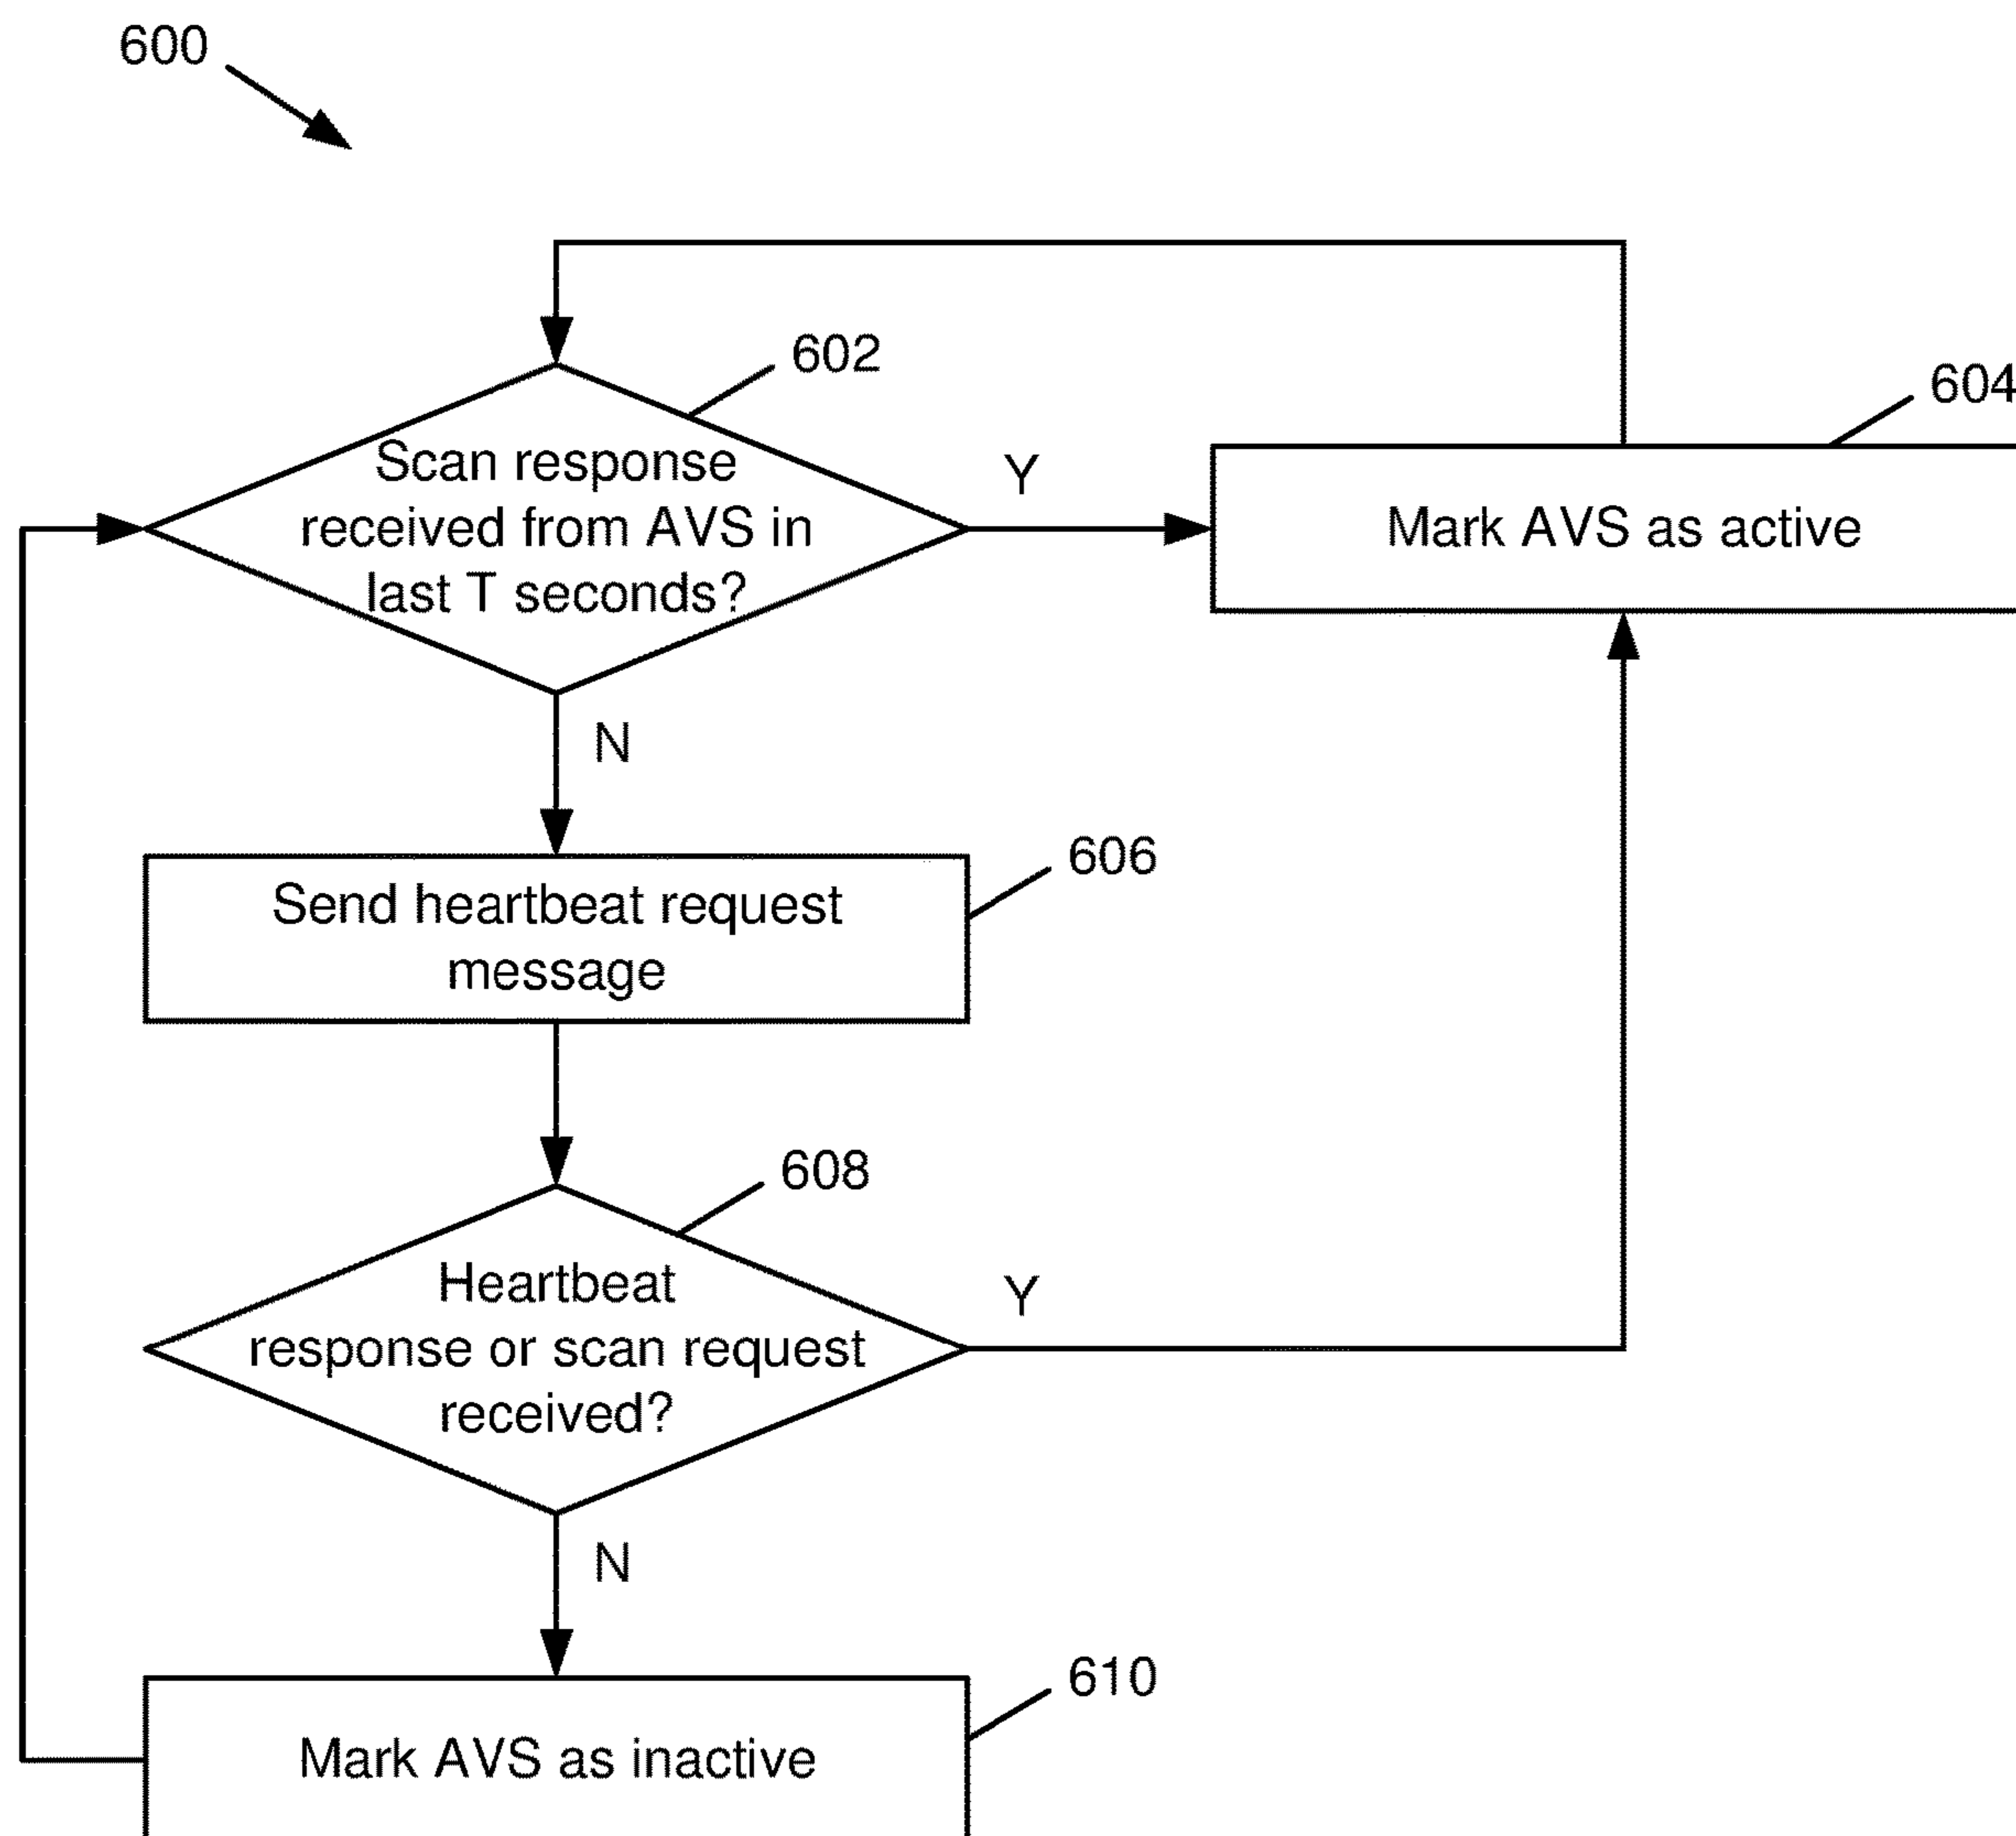 600
602
Scan response
received from AVS in
last T seconds?
Y
604
Mark AVS as active
N
606
Send heartbeat request
message
608
Heartbeat
response or scan request
received?
Y
N
610
Mark AVS as inactive